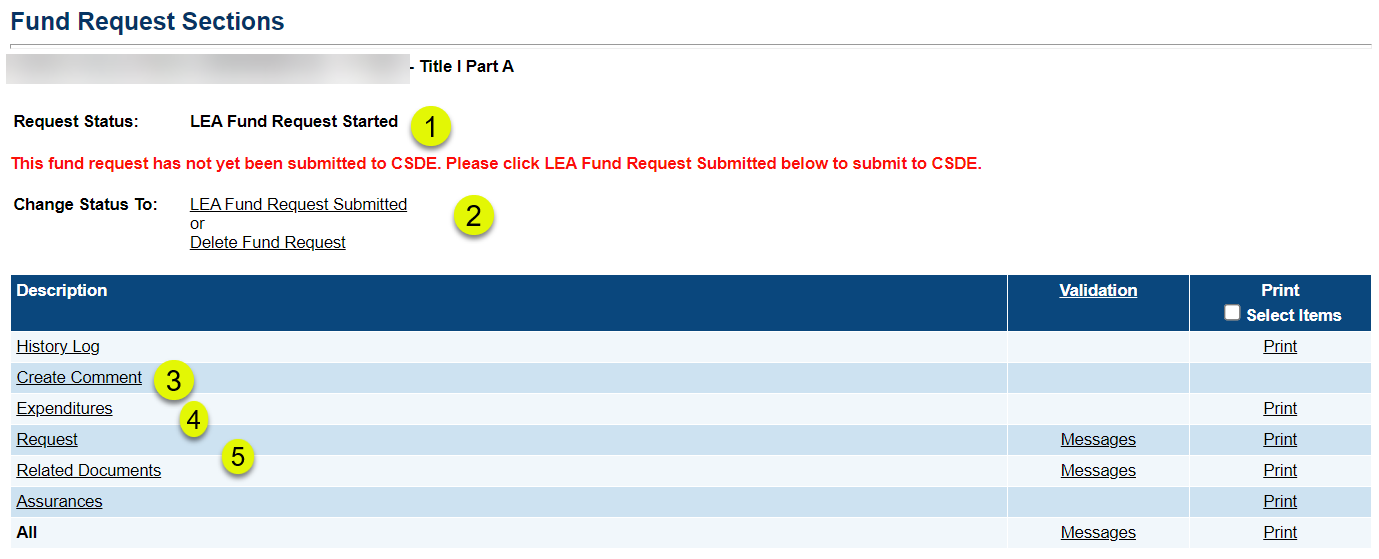 Fund Request Sections
- Title I Part A
Request Status: LEA Fund Request Started 1
This fund request has not yet been submitted to CSDE. Please click LEA Fund Request Submitted below to submit to CSDE.
Change Status To: LEA Fund Request Submitted 2
or
Delete Fund Request
Description Validation Print
Select Items
History Log Print
Create Comment 3
Expenditures 4 Print
Request Messages Print
5
Related Documents Messages Print
Assurances Print
All Messages Print